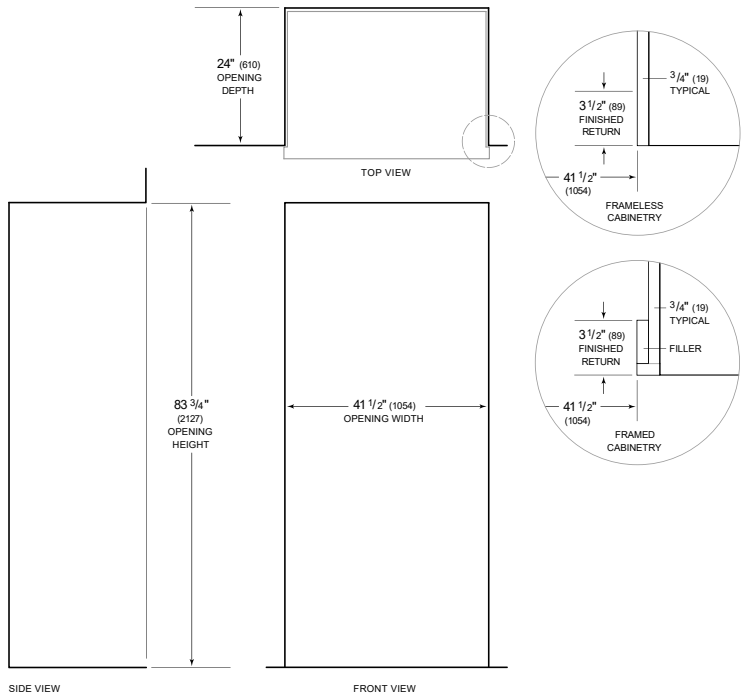 24" (610)
OPENING
DEPTH
TOP VIEW
3/4" (19)
TYPICAL
3 1/2" (89)
FINISHED
RETURN
41 1/2"
(1054)
FRAMELESS
CABINETRY
3/4" (19)
TYPICAL
3 1/2" (89)
FINISHED
RETURN
FILLER
41 1/2"
(1054)
FRAMED
CABINETRY
83 3/4"
(2127)
OPENING
HEIGHT
41 1/2" (1054)
OPENING WIDTH
SIDE VIEW
FRONT VIEW